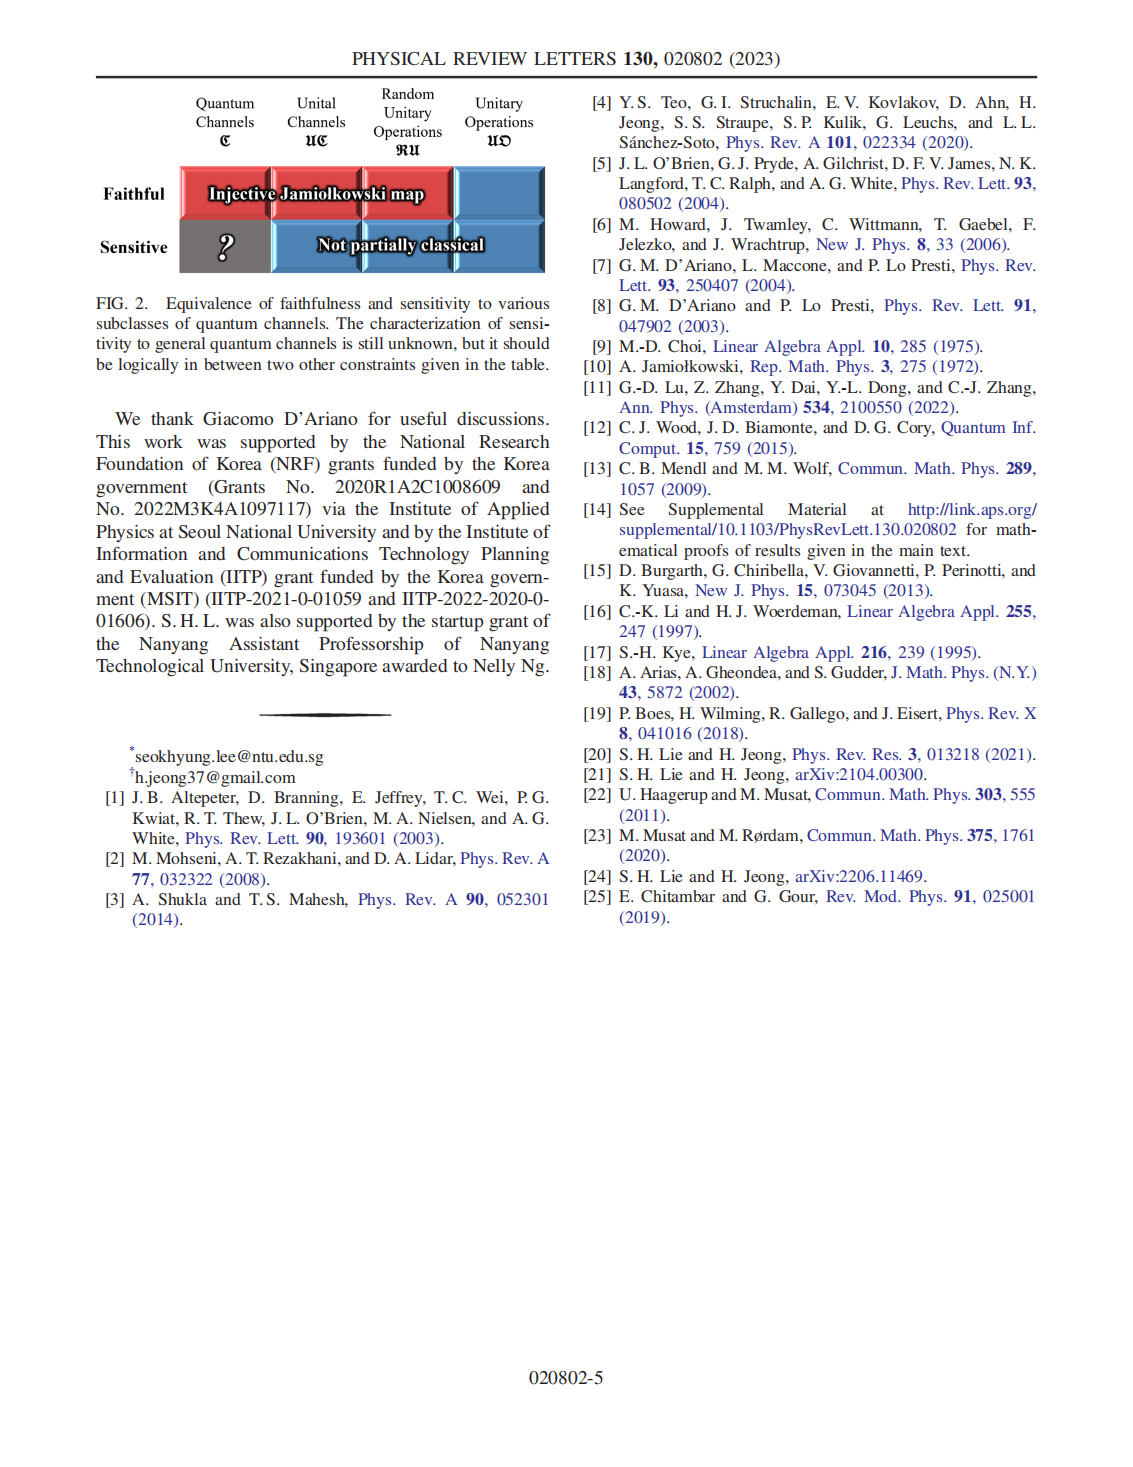 PHYSICAL REVIEW LETTERS 130, 020802 (2023)
Quantum Channels ℭ
Unital Channels 𝔘ℭ
Random Unitary Operations ℜ𝔘
Unitary Operations 𝔘𝔒
Faithful
Injective Jamiolkowski map
Sensitive
?
Not partially classical
FIG. 2. Equivalence of faithfulness and sensitivity to various
subclasses of quantum channels. The characterization of sensi-
tivity to general quantum channels is still unknown, but it should
be logically in between two other constraints given in the table.
We thank Giacomo D’Ariano for useful discussions.
This work was supported by the National Research
Foundation of Korea (NRF) grants funded by the Korea
government (Grants No. 2020R1A2C1008609 and
No. 2022M3K4A1097117) via the Institute of Applied
Physics at Seoul National University and by the Institute of
Information and Communications Technology Planning
and Evaluation (IITP) grant funded by the Korea govern-
ment (MSIT) (IITP-2021-0-01059 and IITP-2022-2020-0-
01606). S. H. L. was also supported by the startup grant of
the Nanyang Assistant Professorship of Nanyang
Technological University, Singapore awarded to Nelly Ng.
*seokhyung.lee@ntu.edu.sg
†h.jeong37@gmail.com
[1] J. B. Altepeter, D. Branning, E. Jeffrey, T. C. Wei, P. G.
Kwiat, R. T. Thew, J. L. O’Brien, M. A. Nielsen, and A. G.
White, Phys. Rev. Lett. 90, 193601 (2003).
[2] M. Mohseni, A. T. Rezakhani, and D. A. Lidar, Phys. Rev. A
77, 032322 (2008).
[3] A. Shukla and T. S. Mahesh, Phys. Rev. A 90, 052301
(2014).
[4] Y. S. Teo, G. I. Struchalin, E. V. Kovlakov, D. Ahn, H.
Jeong, S. S. Straupe, S. P. Kulik, G. Leuchs, and L. L.
Sánchez-Soto, Phys. Rev. A 101, 022334 (2020).
[5] J. L. O’Brien, G. J. Pryde, A. Gilchrist, D. F. V. James, N. K.
Langford, T. C. Ralph, and A. G. White, Phys. Rev. Lett. 93,
080502 (2004).
[6] M. Howard, J. Twamley, C. Wittmann, T. Gaebel, F.
Jelezko, and J. Wrachtrup, New J. Phys. 8, 33 (2006).
[7] G. M. D’Ariano, L. Maccone, and P. Lo Presti, Phys. Rev.
Lett. 93, 250407 (2004).
[8] G. M. D’Ariano and P. Lo Presti, Phys. Rev. Lett. 91,
047902 (2003).
[9] M.-D. Choi, Linear Algebra Appl. 10, 285 (1975).
[10] A. Jamiołkowski, Rep. Math. Phys. 3, 275 (1972).
[11] G.-D. Lu, Z. Zhang, Y. Dai, Y.-L. Dong, and C.-J. Zhang,
Ann. Phys. (Amsterdam) 534, 2100550 (2022).
[12] C. J. Wood, J. D. Biamonte, and D. G. Cory, Quantum Inf.
Comput. 15, 759 (2015).
[13] C. B. Mendl and M. M. Wolf, Commun. Math. Phys. 289,
1057 (2009).
[14] See Supplemental Material at http://link.aps.org/
supplemental/10.1103/PhysRevLett.130.020802 for math-
ematical proofs of results given in the main text.
[15] D. Burgarth, G. Chiribella, V. Giovannetti, P. Perinotti, and
K. Yuasa, New J. Phys. 15, 073045 (2013).
[16] C.-K. Li and H. J. Woerdeman, Linear Algebra Appl. 255,
247 (1997).
[17] S.-H. Kye, Linear Algebra Appl. 216, 239 (1995).
[18] A. Arias, A. Gheondea, and S. Gudder, J. Math. Phys. (N.Y.)
43, 5872 (2002).
[19] P. Boes, H. Wilming, R. Gallego, and J. Eisert, Phys. Rev. X
8, 041016 (2018).
[20] S. H. Lie and H. Jeong, Phys. Rev. Res. 3, 013218 (2021).
[21] S. H. Lie and H. Jeong, arXiv:2104.00300.
[22] U. Haagerup and M. Musat, Commun. Math. Phys. 303, 555
(2011).
[23] M. Musat and M. Rørdam, Commun. Math. Phys. 375, 1761
(2020).
[24] S. H. Lie and H. Jeong, arXiv:2206.11469.
[25] E. Chitambar and G. Gour, Rev. Mod. Phys. 91, 025001
(2019).
020802-5